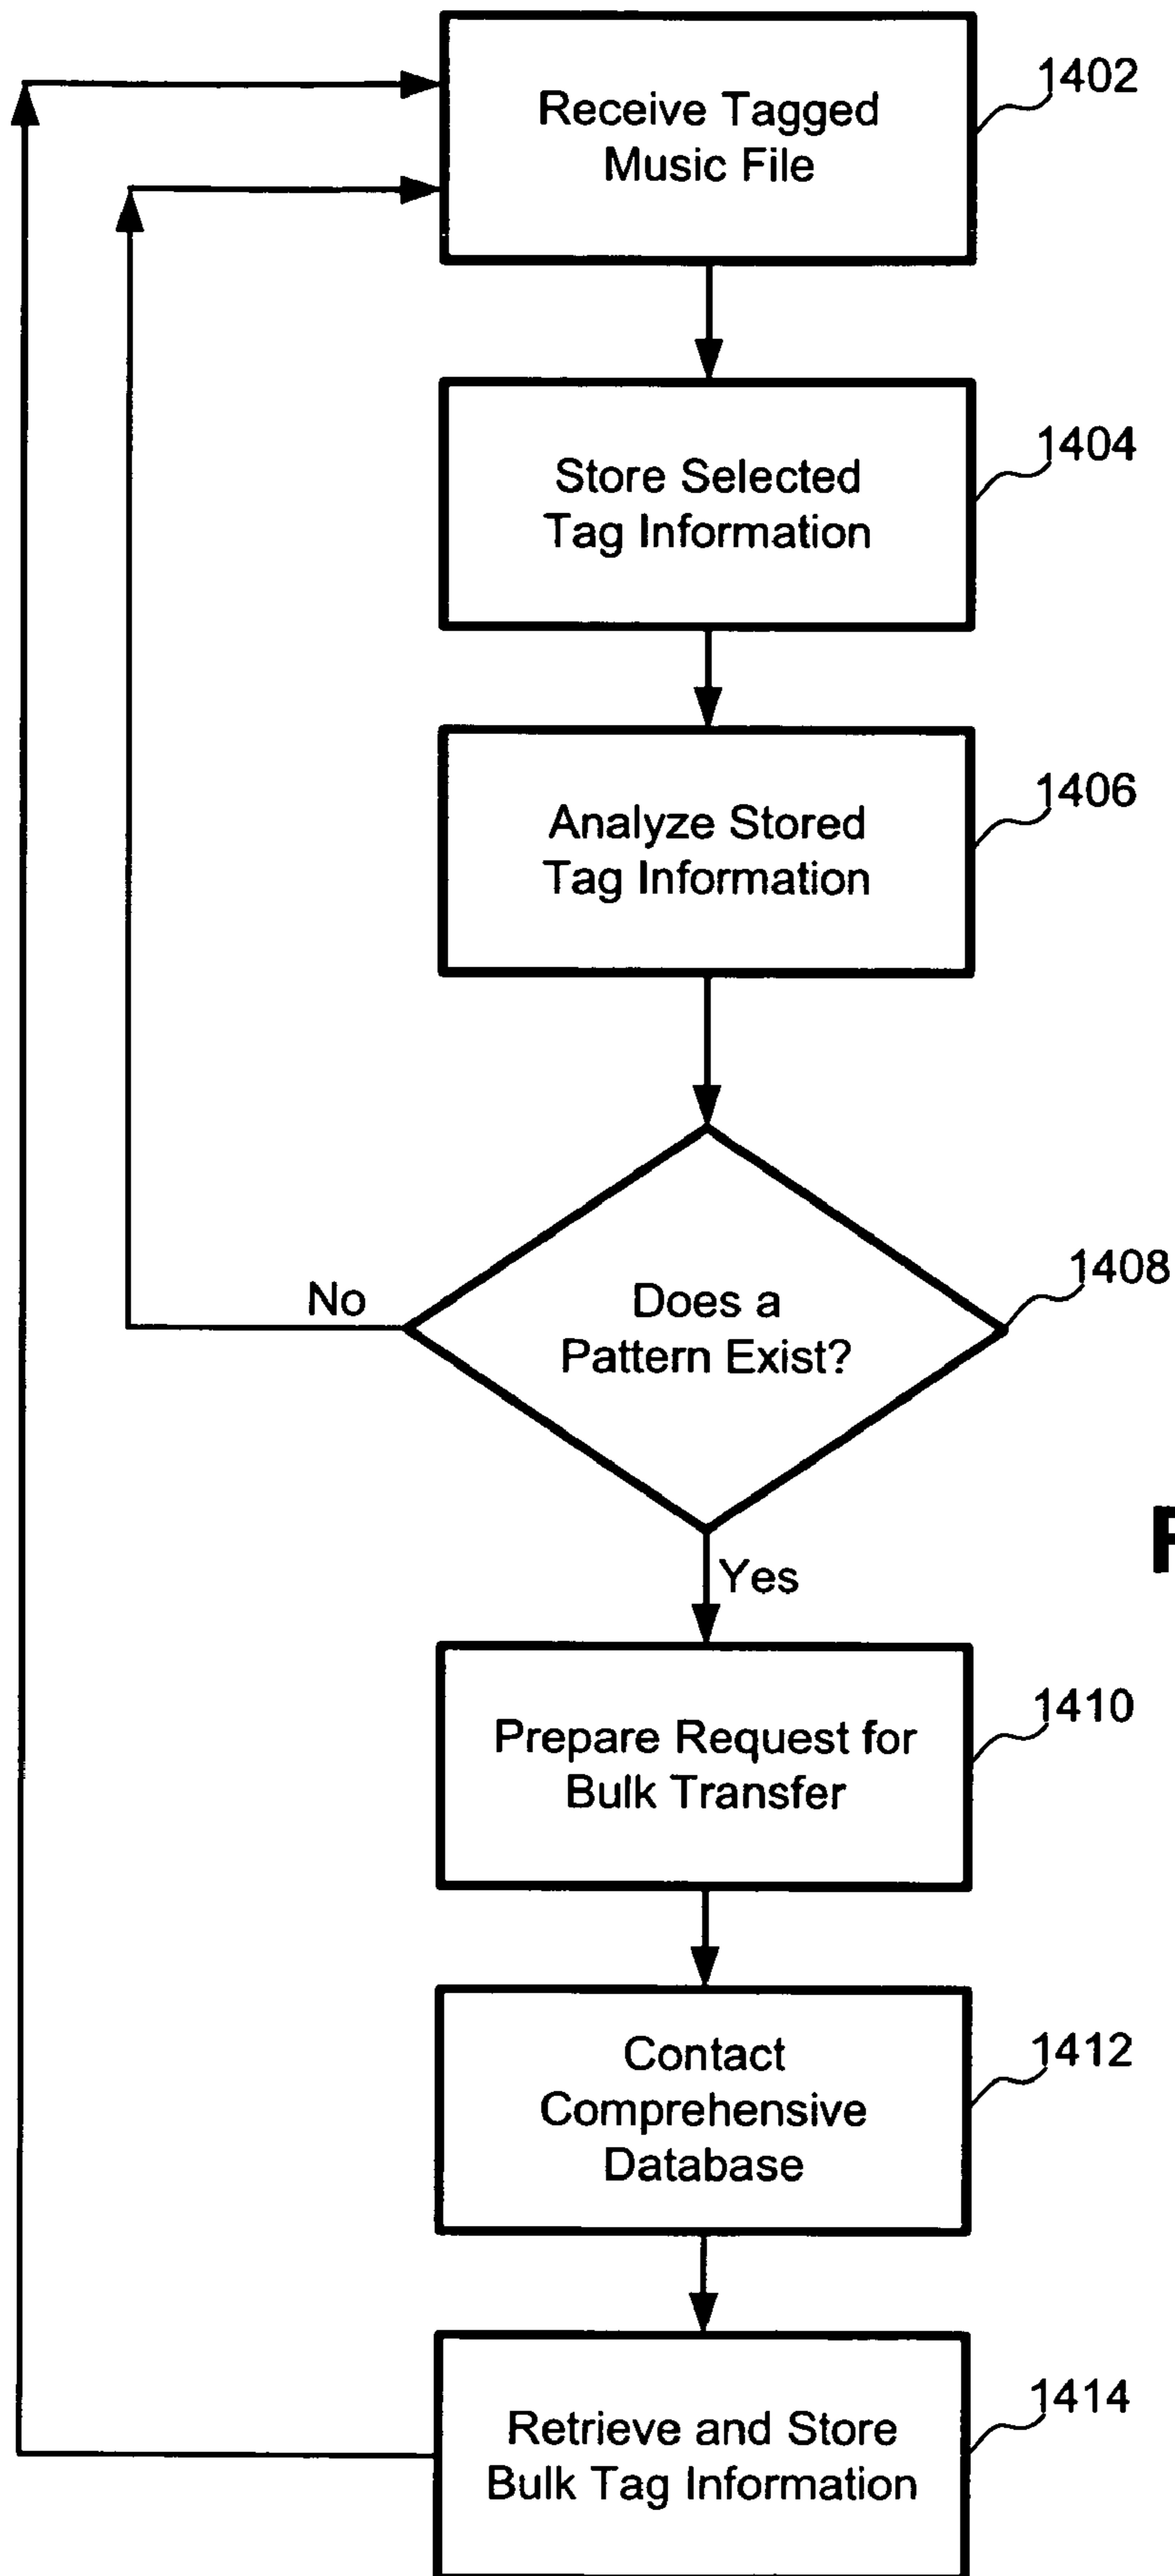 Receive Tagged
Music File
1402
Store Selected
Tag Information
1404
Analyze Stored
Tag Information
1406
Does a
Pattern Exist?
1408
No
Yes
Prepare Request for
Bulk Transfer
1410
Contact
Comprehensive
Database
1412
Retrieve and Store
Bulk Tag Information
1414